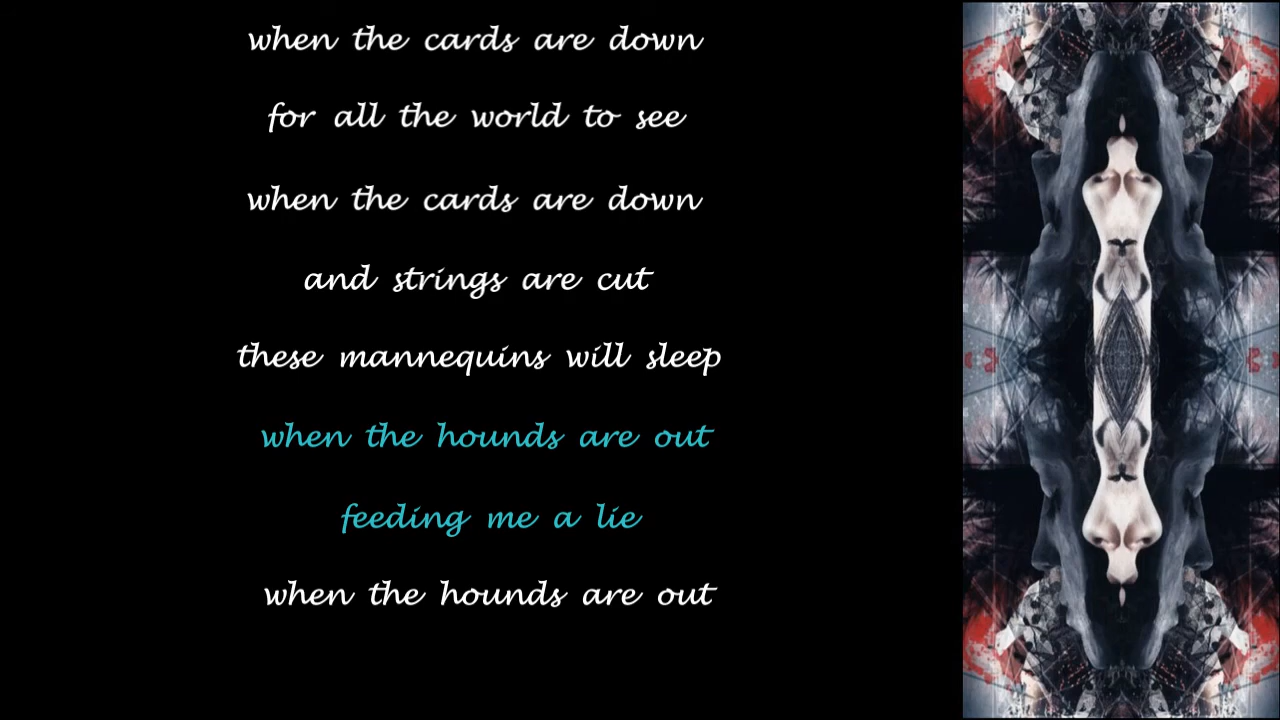 when the cards are down
for all the world to see
when the cards are down
and strings are cut
these mannequins will sleep
when the hounds are out
feeding me a lie
when the hounds are out